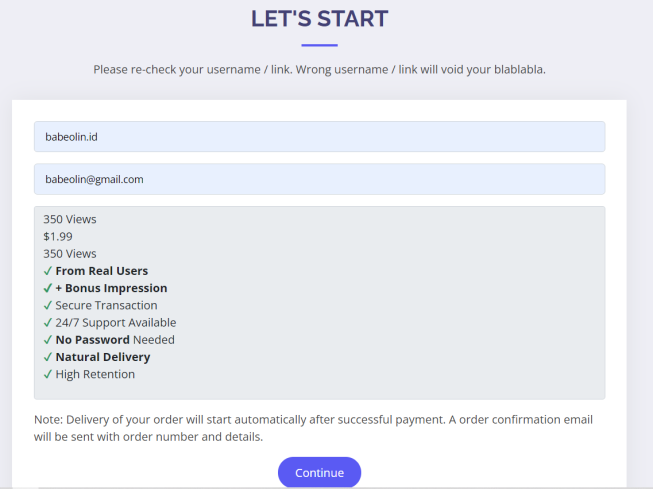 LET'S START
Please re-check your username / link. Wrong username / link will void your blablabla.
babeolin.id
babeolin@gmail.com
350 Views
$1.99
350 Views
✓ From Real Users
✓ + Bonus Impression
✓ Secure Transaction
✓ 24/7 Support Available
✓ No Password Needed
✓ Natural Delivery
✓ High Retention
Note: Delivery of your order will start automatically after successful payment. A order confirmation email
will be sent with order number and details.
Continue